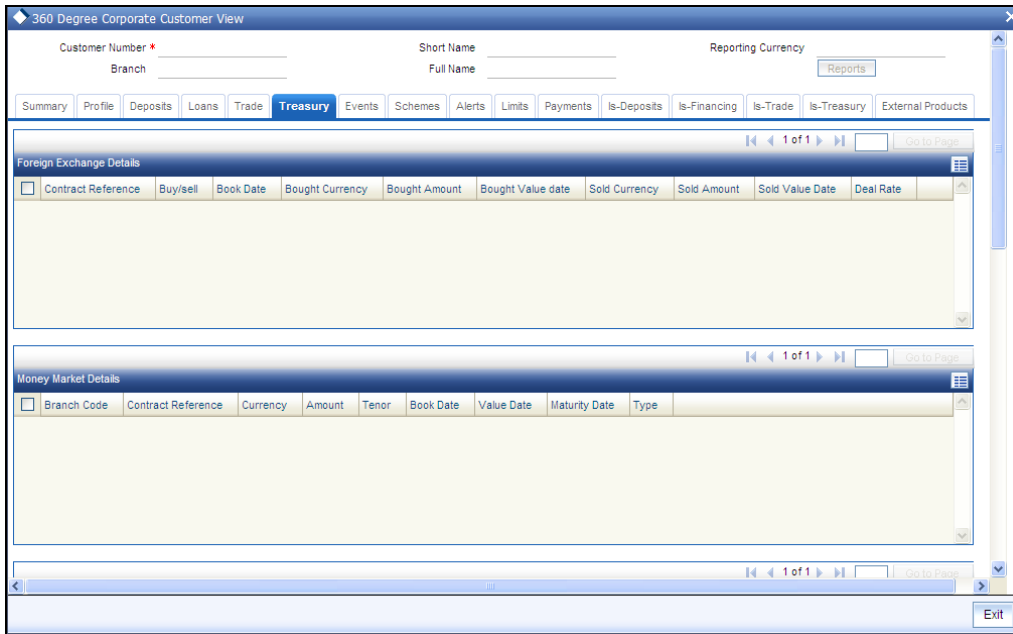 360 Degree Corporate Customer View
Customer Number * Short Name Reporting Currency
Branch Full Name Reports
Summary Profile Deposits Loans Trade Treasury Events Schemes Alerts Limits Payments Is-Deposits Is-Financing Is-Trade Is-Treasury External Products
1 of 1 Go to Page
Foreign Exchange Details
Contract Reference Buy/sell Book Date Bought Currency Bought Amount Bought Value date Sold Currency Sold Amount Sold Value Date Deal Rate
1 of 1 Go to Page
Money Market Details
Branch Code Contract Reference Currency Amount Tenor Book Date Value Date Maturity Date Type
1 of 1 Go to Page
Exit